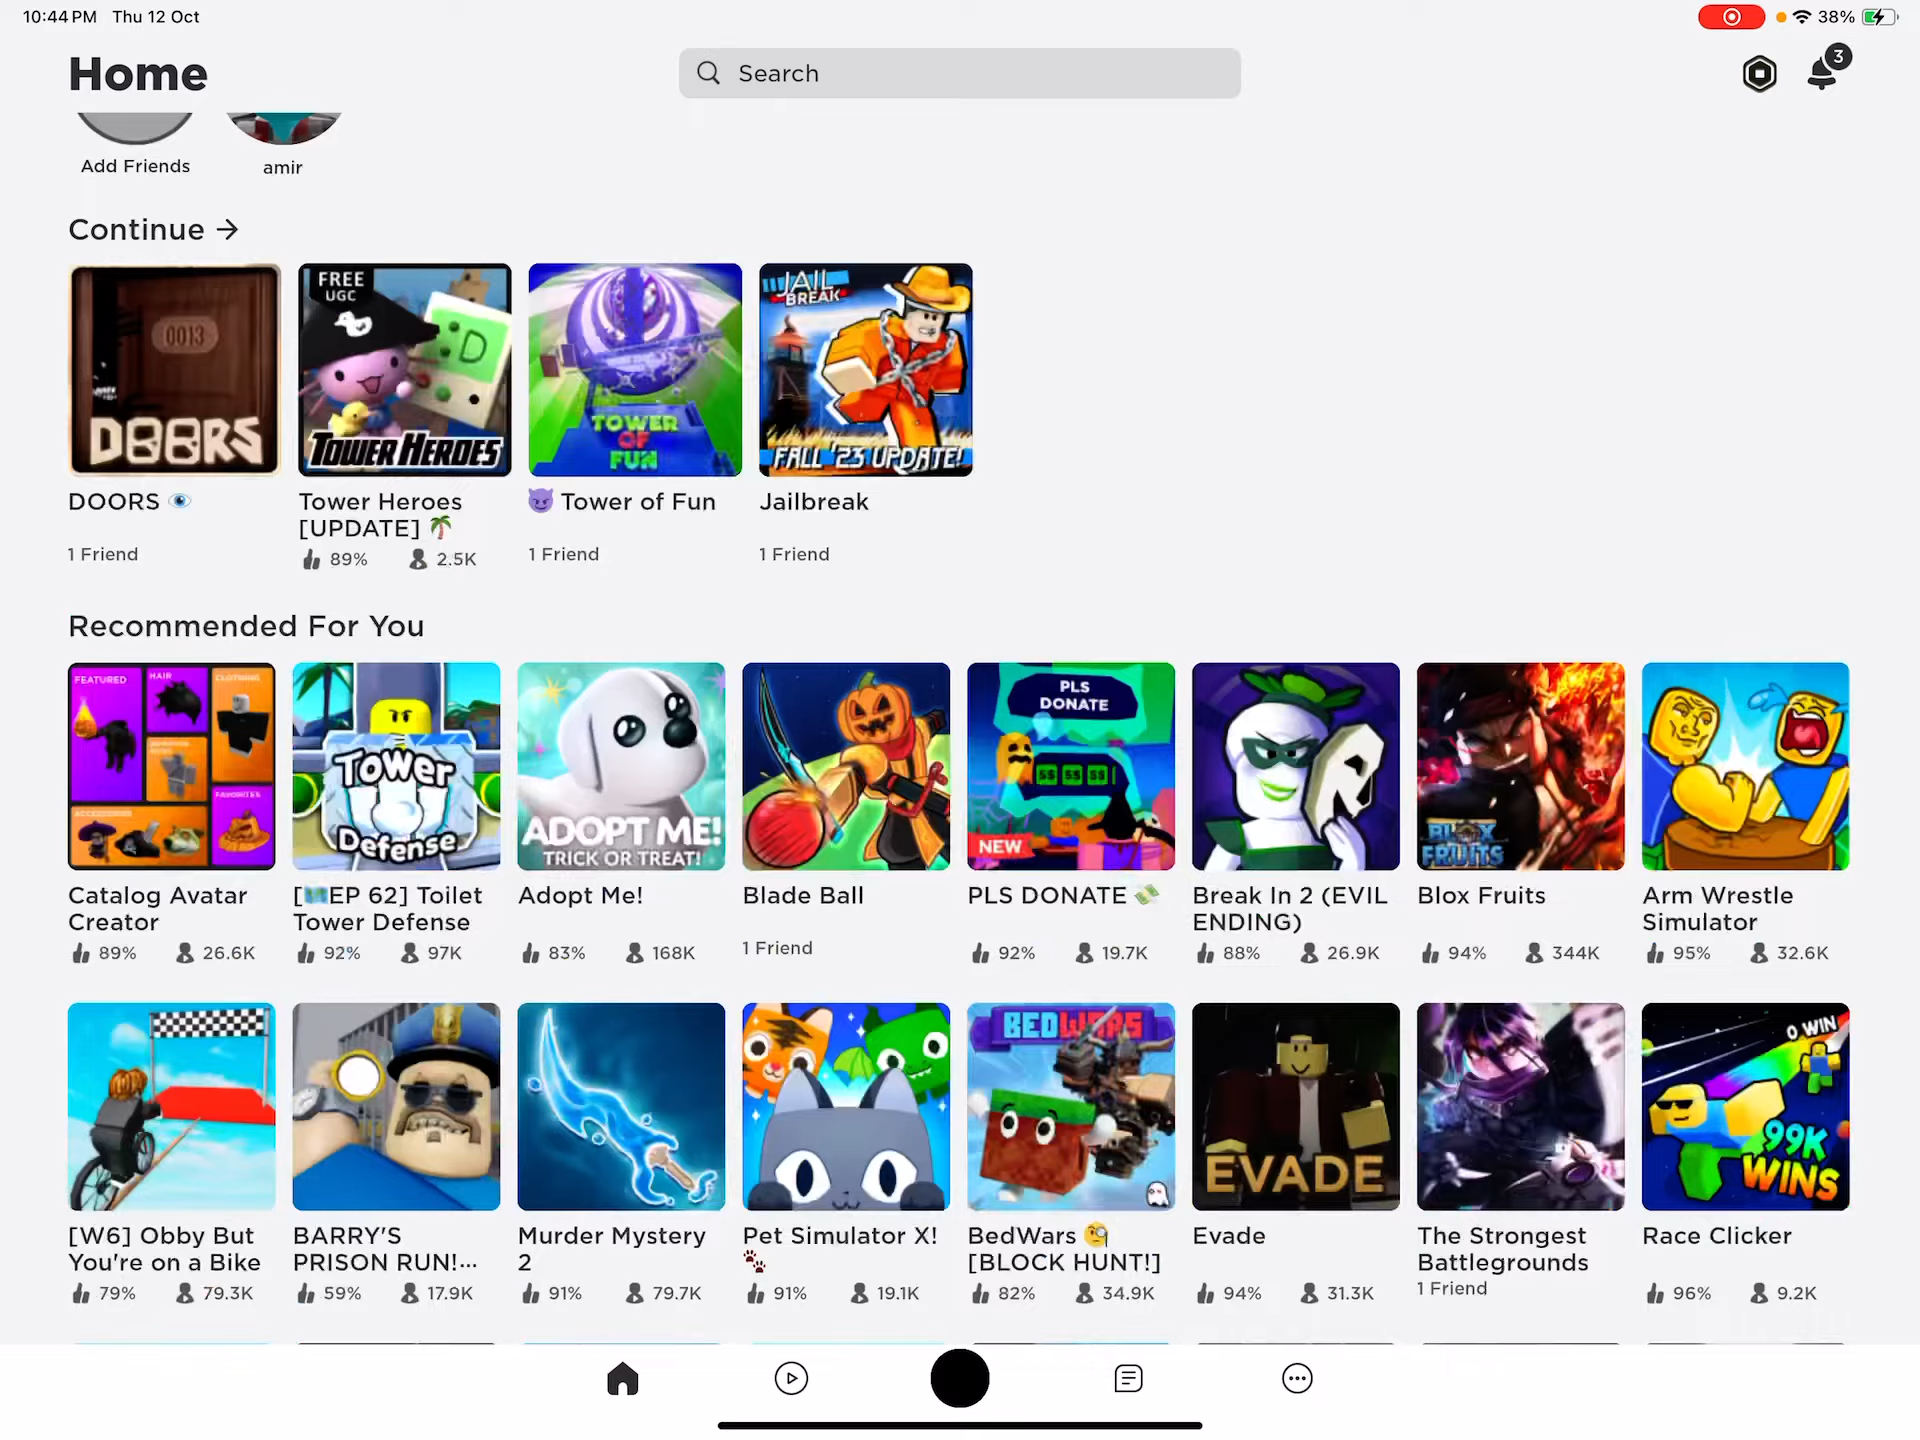 10:44 PM Thu 12 Oct
38%
Home
Search
3
Add Friends
amir
Continue →
0013
DOORS
FREE
UGC
D
TOWER HEROES
TOWER
OF
FUN
JAIL
BREAK
FALL '23 UPDATE!
DOORS 👁️
Tower Heroes
[UPDATE] 🌴
😈 Tower of Fun
Jailbreak
1 Friend
89% 2.5K
1 Friend
1 Friend
Recommended For You
FEATURED
HAIR
CLOTHING
FAVORITES
ACCESSORIES
Tower
Defense
ADOPT ME!
TRICK OR TREAT!
PLS
DONATE
NEW
BLOX
FRUITS
Catalog Avatar
Creator
89% 26.6K
[🗺️EP 62] Toilet
Tower Defense
92% 97K
Adopt Me!
83% 168K
Blade Ball
1 Friend
PLS DONATE 💸
92% 19.7K
Break In 2 (EVIL
ENDING)
88% 26.9K
Blox Fruits
94% 344K
Arm Wrestle
Simulator
95% 32.6K
BEDWARS
EVADE
0 WIN
99K
WINS
[W6] Obby But
You're on a Bike
79% 79.3K
BARRY'S
PRISON RUN!...
59% 17.9K
Murder Mystery
2
91% 79.7K
Pet Simulator X!
🐾
91% 19.1K
BedWars 🧐
[BLOCK HUNT!]
82% 34.9K
Evade
94% 31.3K
The Strongest
Battlegrounds
1 Friend
Race Clicker
96% 9.2K